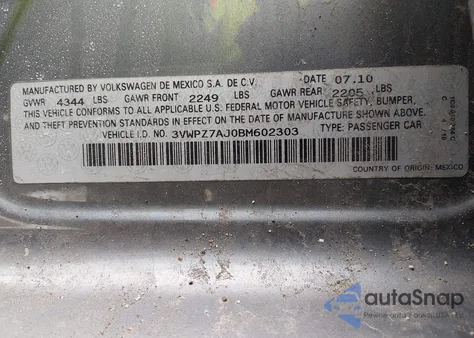 MANUFACTURED BY VOLKSWAGEN DE MEXICO S.A. DE C.V. DATE 07.10
GVWR 4344 LBS GAWR FRONT 2249 LBS GAWR REAR 2205 LBS
THIS VEHICLE CONFORMS TO ALL APPLICABLE U.S. FEDERAL MOTOR VEHICLE SAFETY, BUMPER,
AND THEFT PREVENTION STANDARDS IN EFFECT ON THE DATE OF MANUFACTURE SHOWN ABOVE.
VEHICLE I.D. NO. 3VWPZ7AJ0BM602303 TYPE: PASSENGER CAR
COUNTRY OF ORIGIN: MEXICO
autoSnap